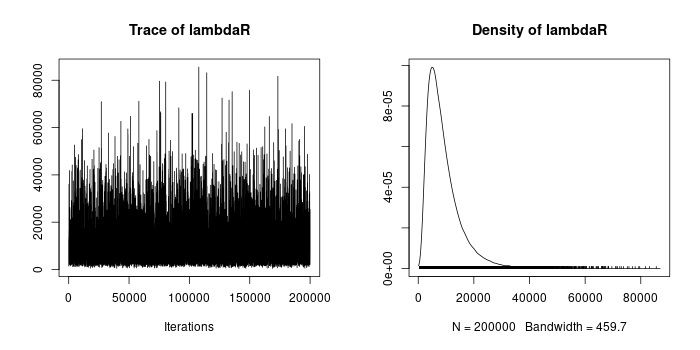 Trace of lambdaR
80000
60000
40000
20000
0
0 50000 100000 150000 200000
Iterations
Density of lambdaR
8e-05
4e-05
0e+00
0 20000 40000 60000 80000
N = 200000 Bandwidth = 459.7